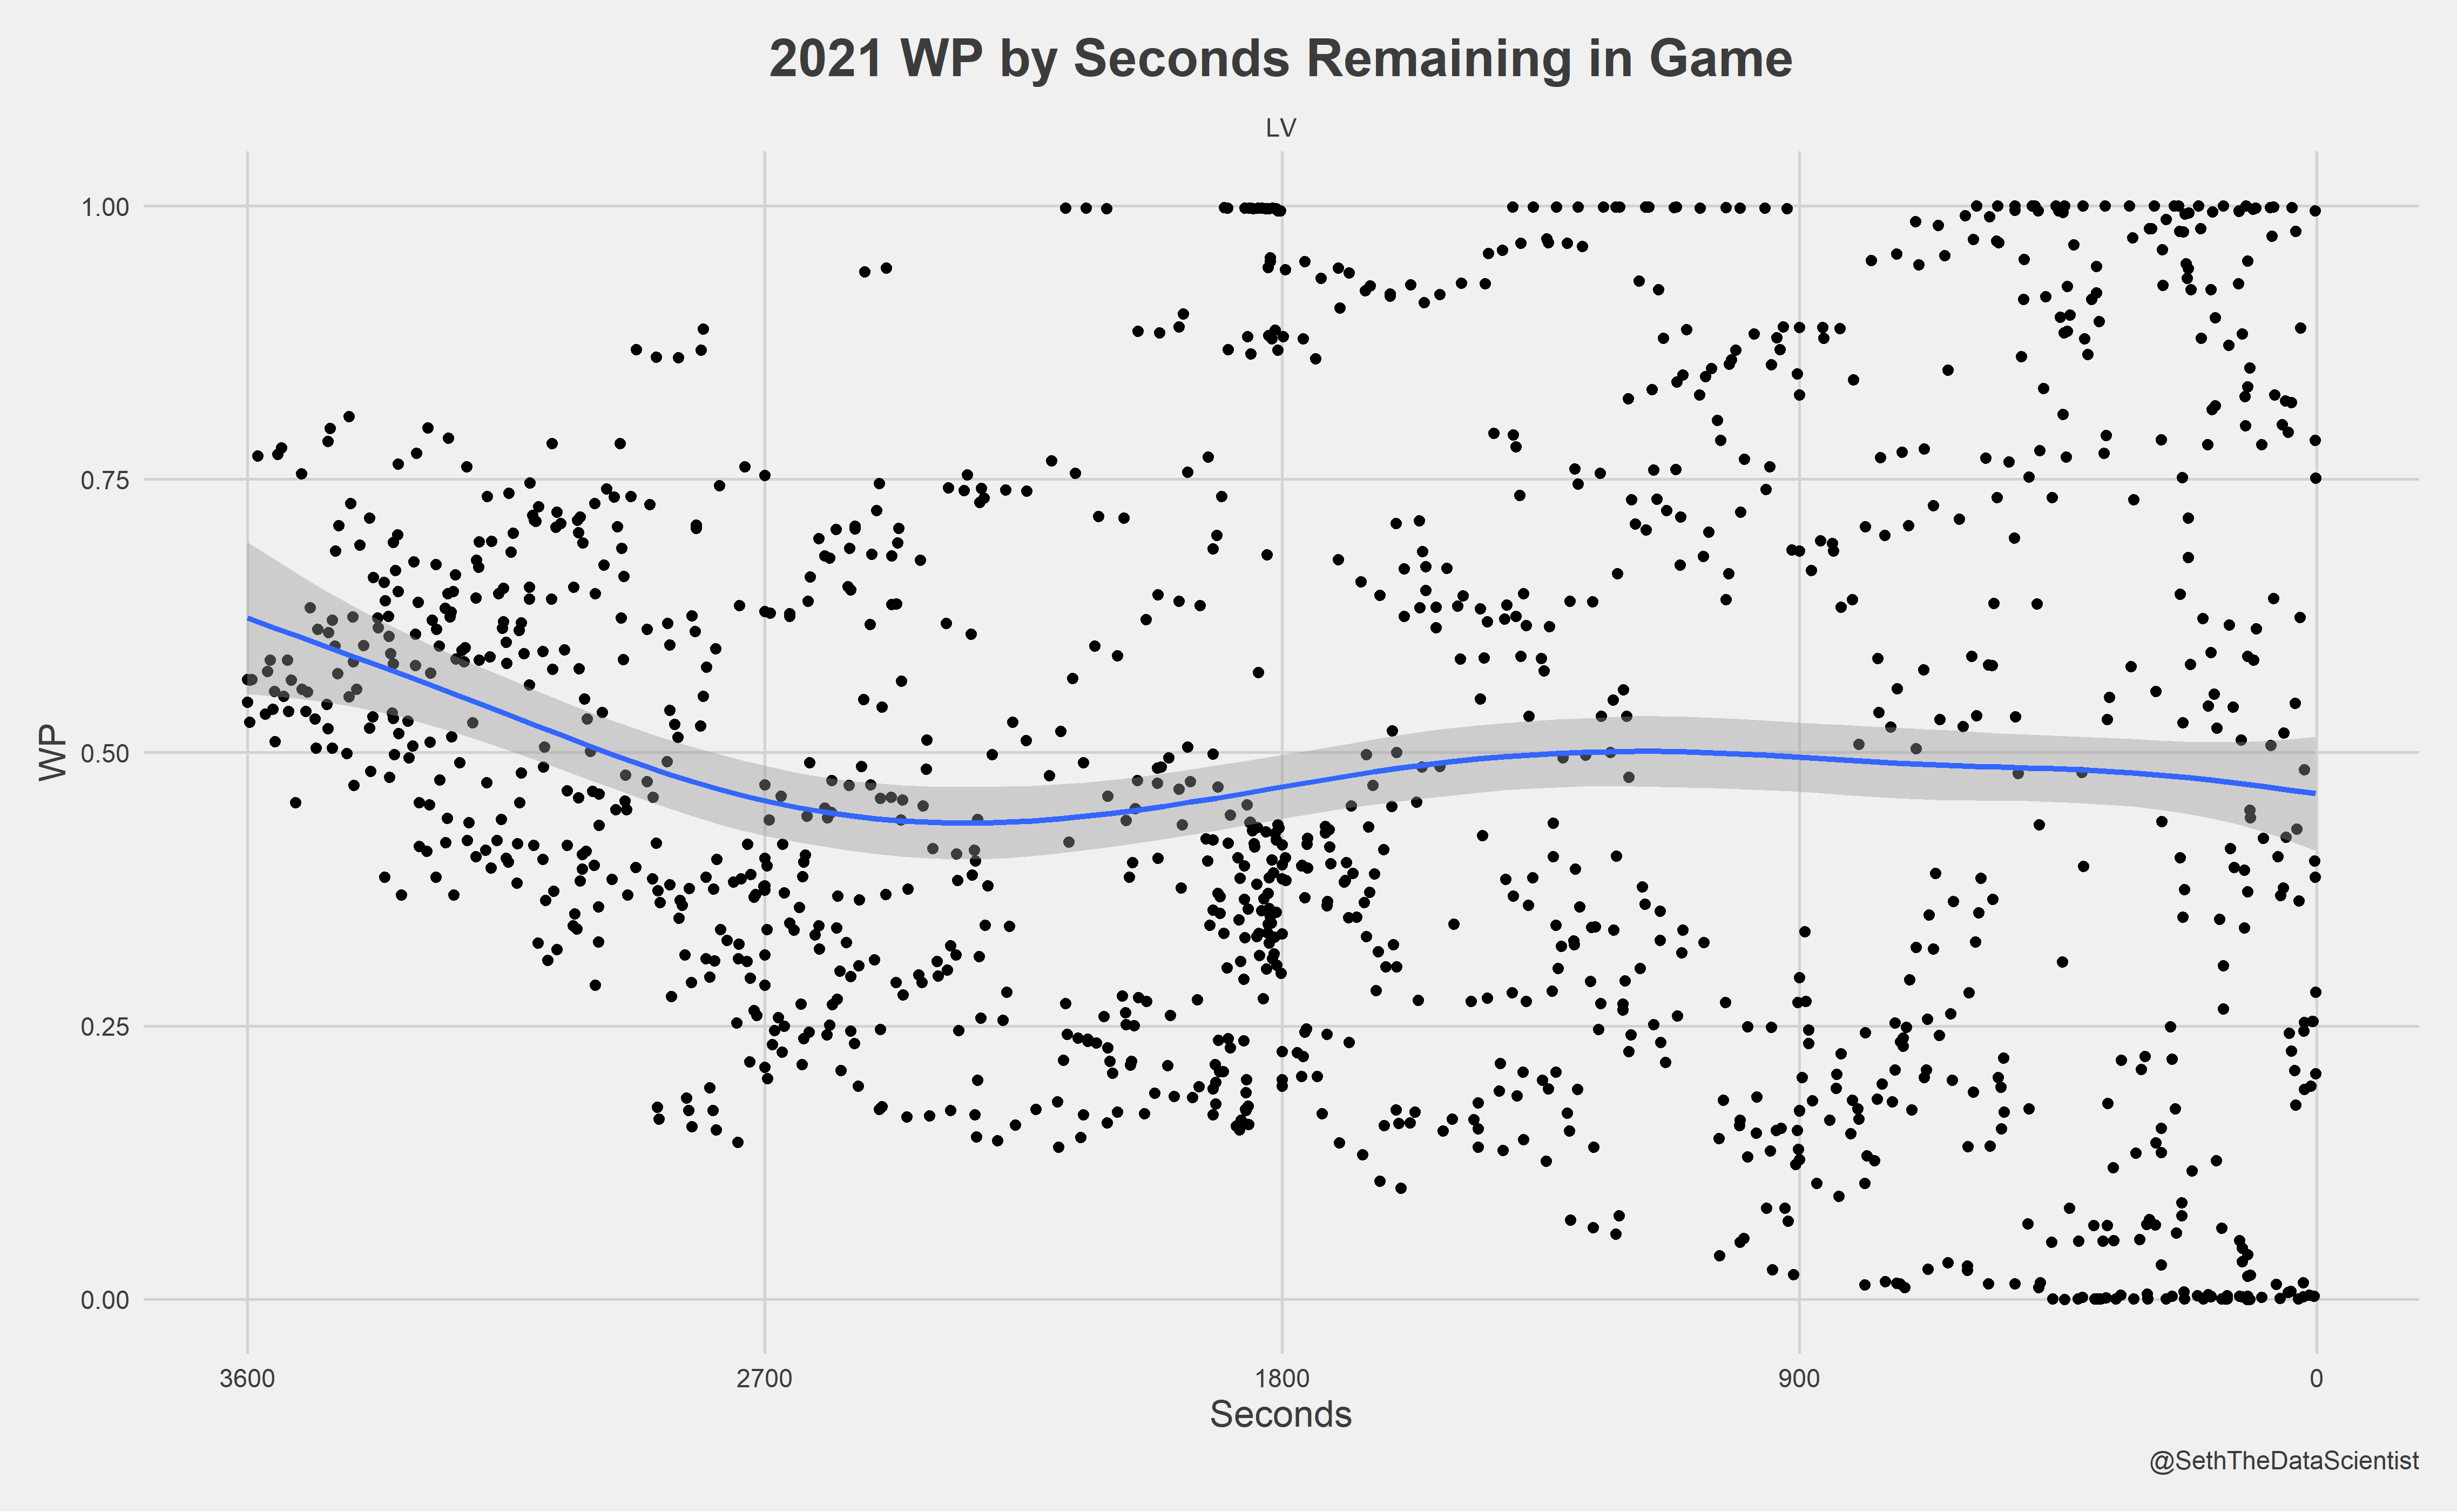 2021 WP by Seconds Remaining in Game
LV
1.00
0.75
0.50
0.25
0.00
WP
3600 2700 1800 900 0
Seconds
@SethTheDataScientist